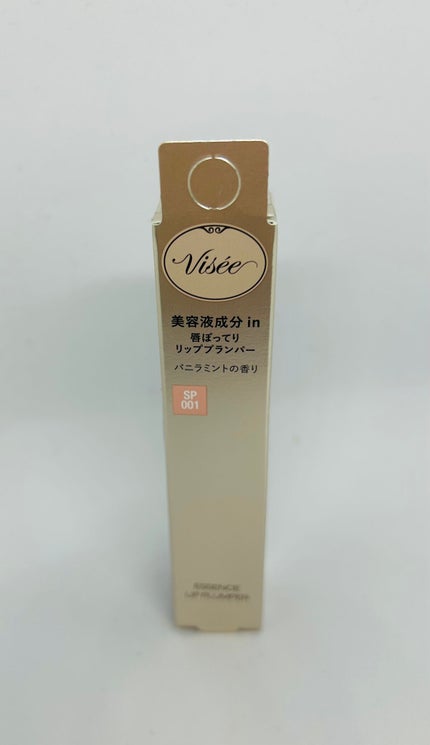 Visée
美容液成分 in
唇ぽってり
リッププランパー
バニラミントの香り
SP
001
ESSENCE
LIP PLUMPER